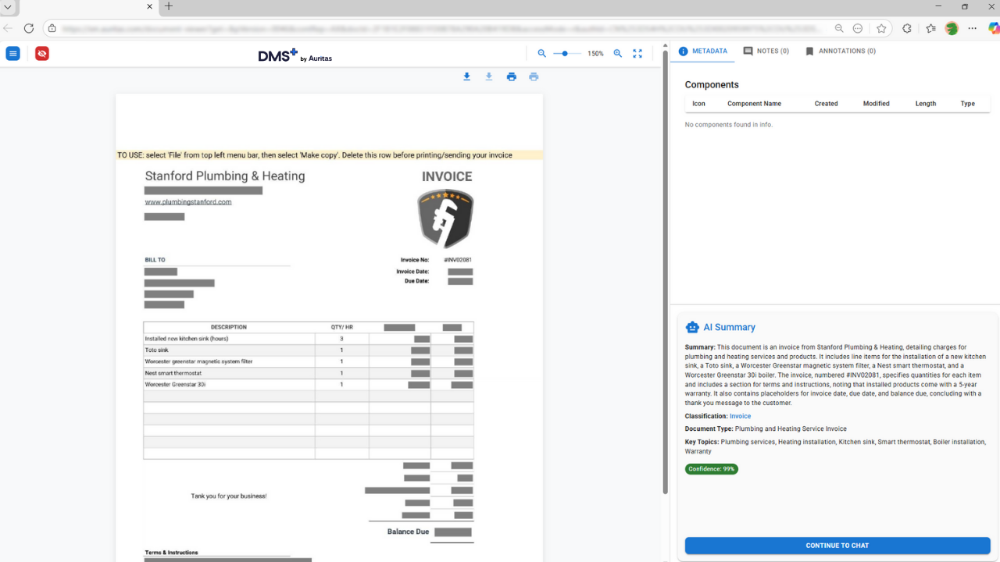 DMS+ by Auritas
150%
TO USE: select 'File' from top left menu bar, then select 'Make copy'. Delete this row before printing/sending your invoice
Stanford Plumbing & Heating
INVOICE
www.plumbingstanford.com
BILL TO
Invoice No: #INV02081
Invoice Date:
Due Date:
DESCRIPTION QTY/ HR
Installed new kitchen sink (hours) 3
Toto sink 1
Worcester greenstar magnetic system filter 1
Nest smart thermostat 1
Worcester Greenstar 30i 1
Tank you for your business!
Balance Due
Terms & Instructions
METADATA NOTES (0) ANNOTATIONS (0)
Components
Icon Component Name Created Modified Length Type
No components found in info.
AI Summary
Summary: This document is an invoice from Stanford Plumbing & Heating, detailing charges for
plumbing and heating services and products. It includes line items for the installation of a new kitchen
sink, a Toto sink, a Worcester Greenstar magnetic system filter, a Nest smart thermostat, and a
Worcester Greenstar 30i boiler. The invoice, numbered #INV02081, specifies quantities for each item
and includes a section for terms and instructions, noting that installed products come with a 5-year
warranty. It also contains placeholders for invoice date, due date, and balance due, concluding with a
thank you message to the customer.
Classification: Invoice
Document Type: Plumbing and Heating Service Invoice
Key Topics: Plumbing services, Heating installation, Kitchen sink, Smart thermostat, Boiler installation,
Warranty
Confidence: 99%
CONTINUE TO CHAT